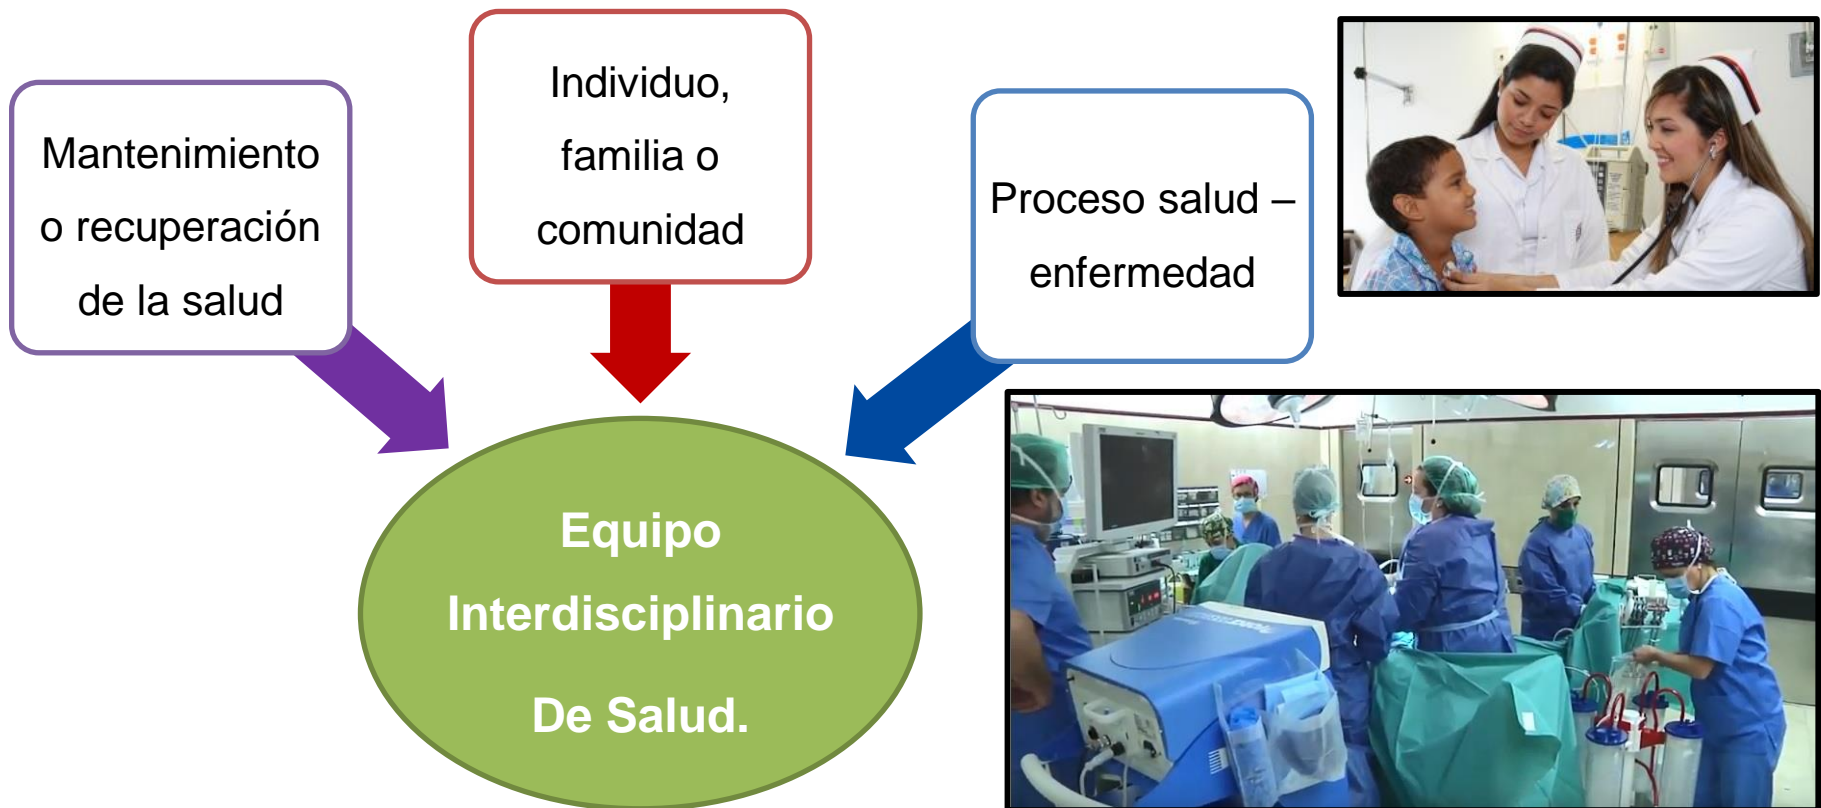 Mantenimiento
o recuperación
de la salud
Individuo,
familia o
comunidad
Proceso salud –
enfermedad
Equipo
Interdisciplinario
De Salud.